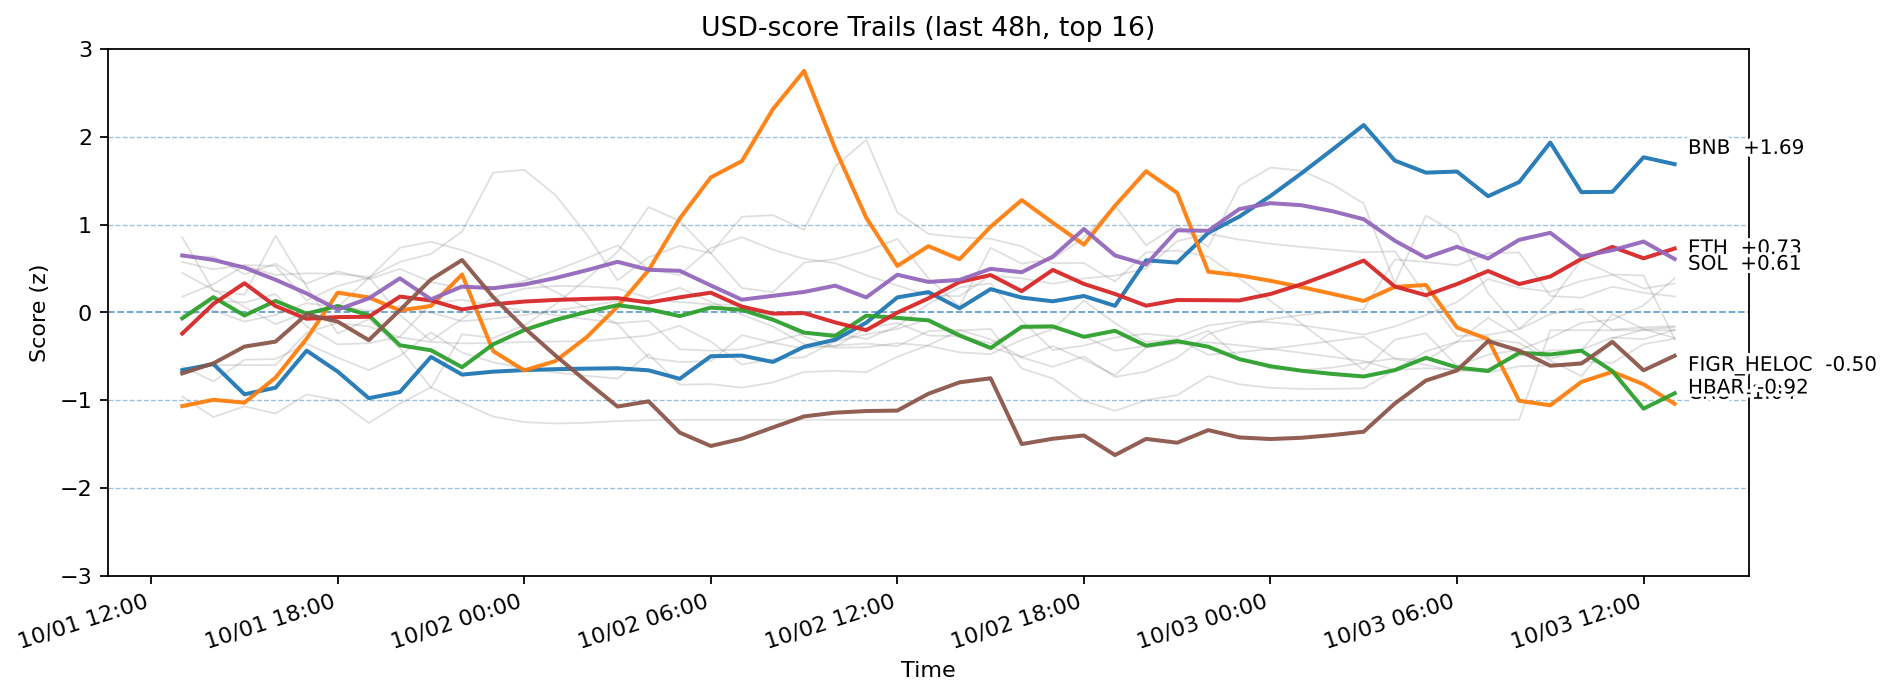 USD-score Trails (last 48h, top 16)
3
2
1
0
−1
−2
−3
Score (z)
BNB +1.69
ETH +0.73
SOL +0.61
FIGR_HELOC -0.50
HBAR -0.92
10/01 12:00
10/01 18:00
10/02 00:00
10/02 06:00
10/02 12:00
10/02 18:00
10/03 00:00
10/03 06:00
10/03 12:00
Time